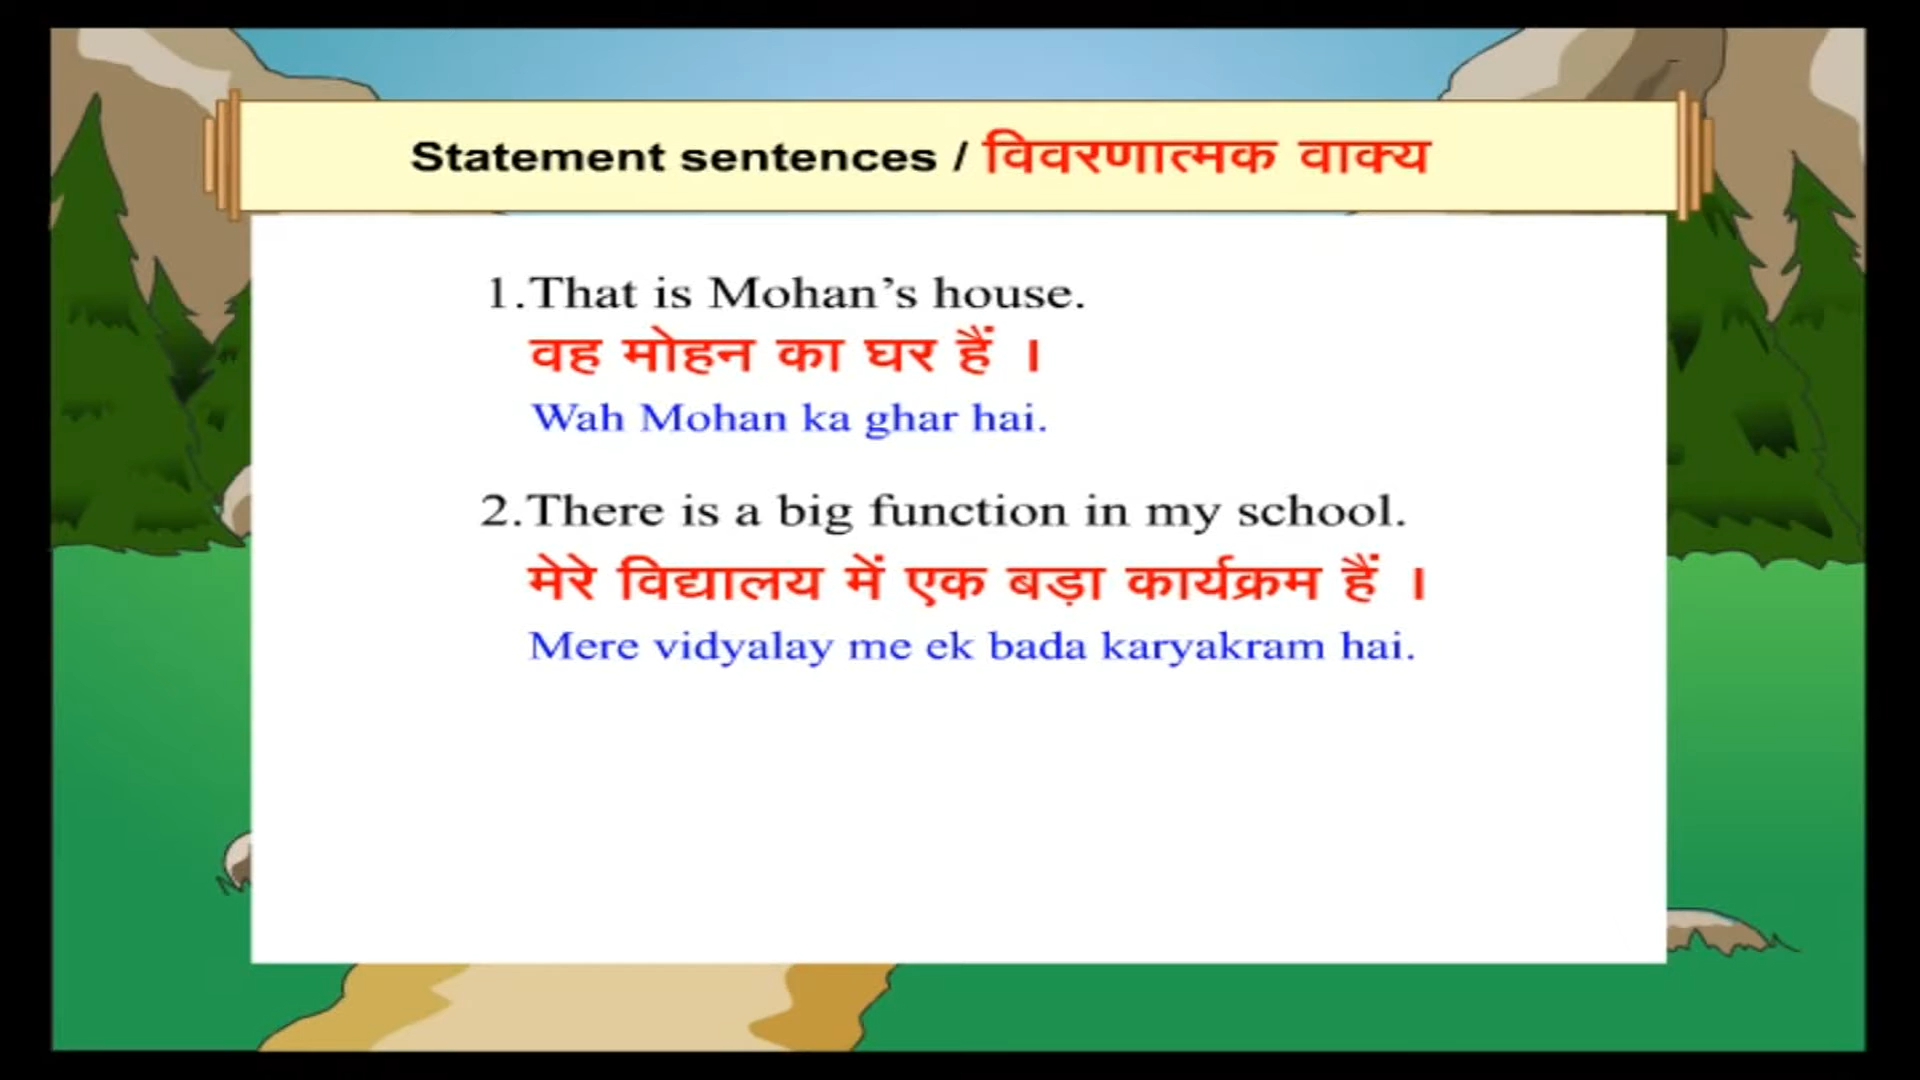 Statement sentences / विवरणात्मक वाक्य
1.That is Mohan’s house.
वह मोहन का घर हैं ।
Wah Mohan ka ghar hai.
2.There is a big function in my school.
मेरे विद्यालय में एक बड़ा कार्यक्रम हैं ।
Mere vidyalay me ek bada karyakram hai.